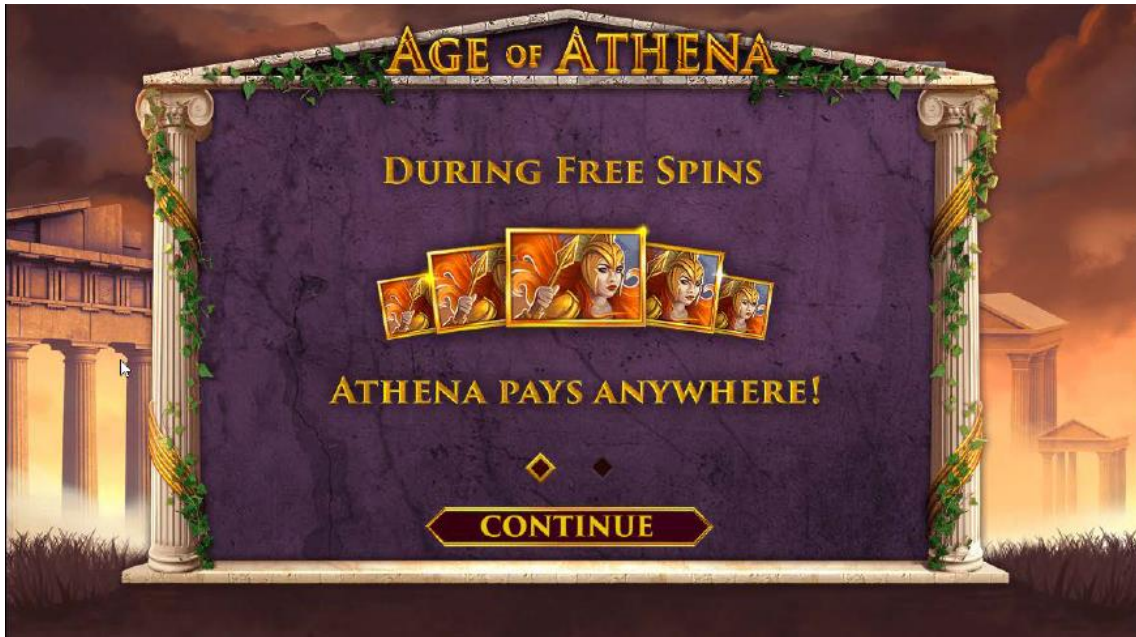 AGE OF ATHENA
DURING FREE SPINS
ATHENA PAYS ANYWHERE!
CONTINUE